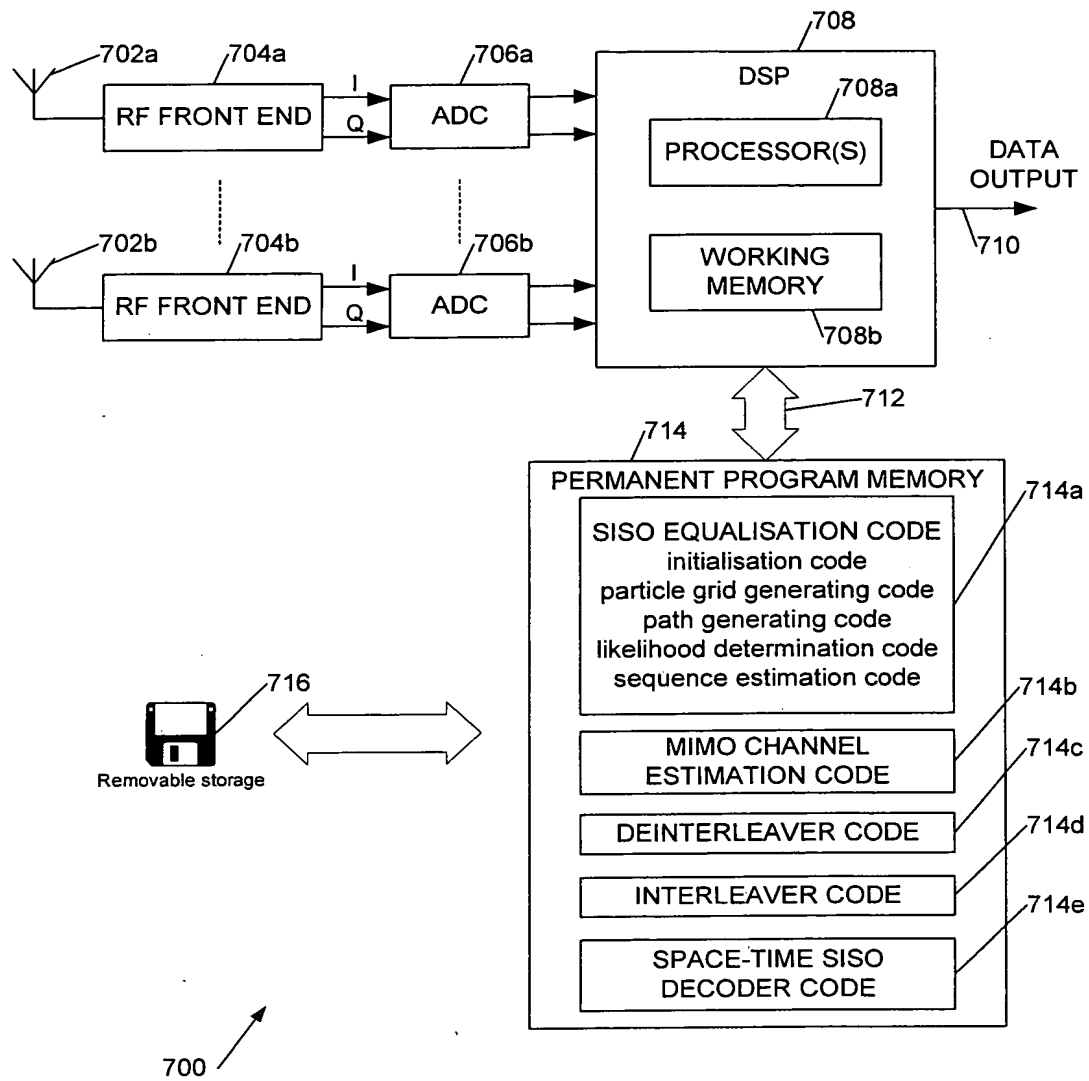 702a
704a
706a
708
RF FRONT END
I
Q
ADC
DSP
708a
PROCESSOR(S)
DATA
OUTPUT
710
702b
704b
706b
RF FRONT END
I
Q
ADC
WORKING
MEMORY
708b
712
714
PERMANENT PROGRAM MEMORY
714a
SISO EQUALISATION CODE
initialisation code
particle grid generating code
path generating code
likelihood determination code
sequence estimation code
716
Removable storage
714b
MIMO CHANNEL
ESTIMATION CODE
714c
DEINTERLEAVER CODE
714d
INTERLEAVER CODE
714e
SPACE-TIME SISO
DECODER CODE
700